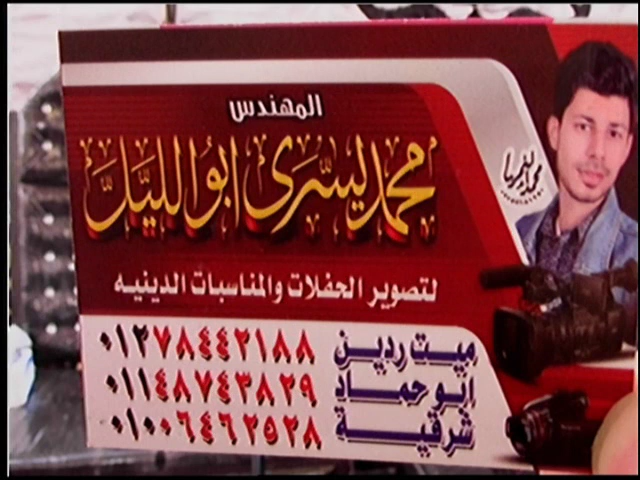 المهندس
محمد يسرى ابو الليل
لتصوير الحفلات والمناسبات الدينيه
ميت ردين ٠١٢٧٨٤٤٢١٨٨
ابو حماد ٠١١٤٨٧٤٣٨٢٩
شرقية ٠١٠٠٦٤٦٢٥٢٨